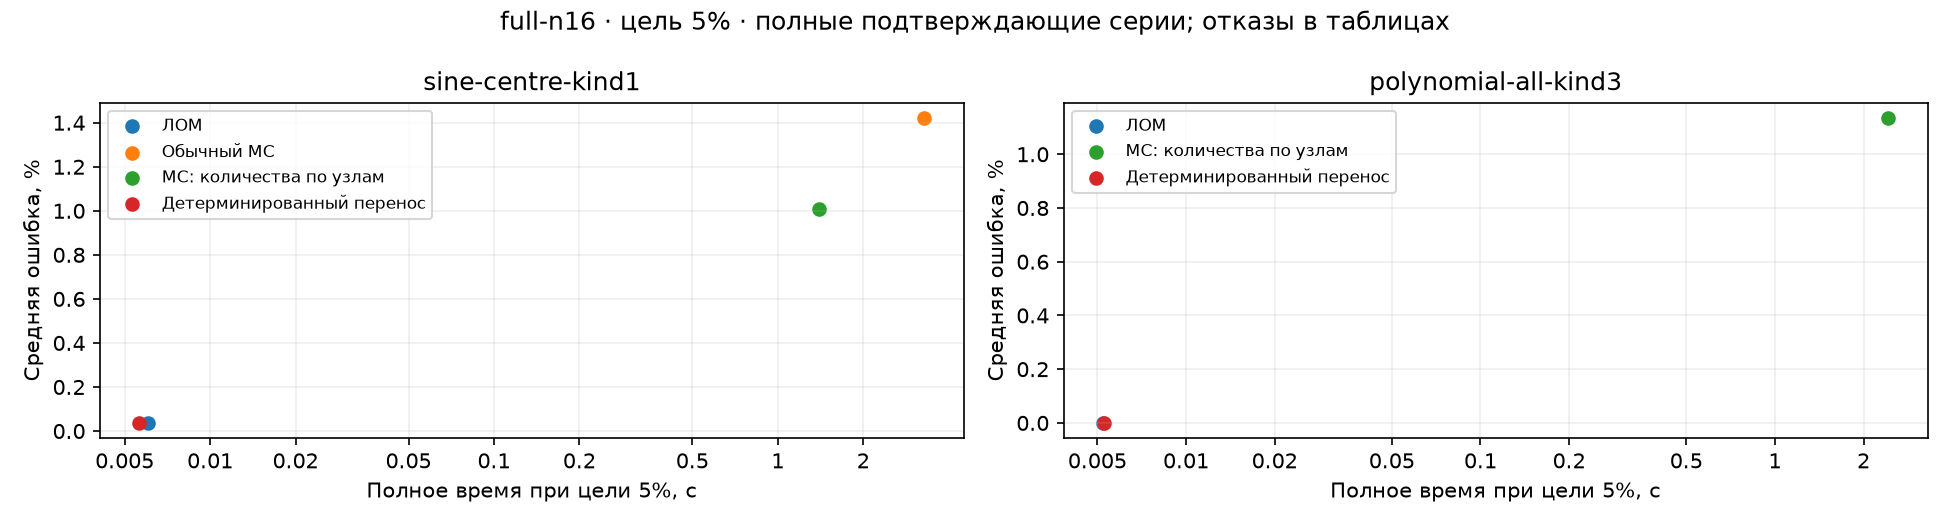 full-n16 · цель 5% · полные подтверждающие серии; отказы в таблицах
sine-centre-kind1
Средняя ошибка, %
1.4
1.2
1.0
0.8
0.6
0.4
0.2
0.0
ЛОМ
Обычный МС
МС: количества по узлам
Детерминированный перенос
0.005 0.01 0.02 0.05 0.1 0.2 0.5 1 2
Полное время при цели 5%, с
polynomial-all-kind3
Средняя ошибка, %
1.0
0.8
0.6
0.4
0.2
0.0
ЛОМ
МС: количества по узлам
Детерминированный перенос
0.005 0.01 0.02 0.05 0.1 0.2 0.5 1 2
Полное время при цели 5%, с